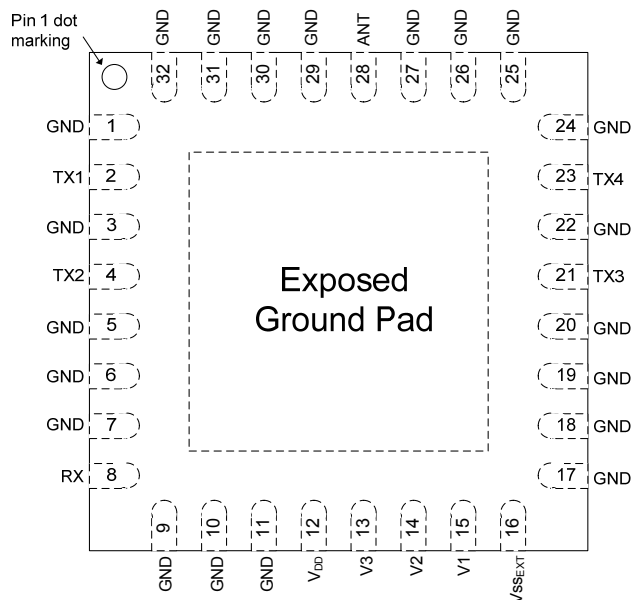 Pin 1 dot
marking
GND
GND
GND
GND
ANT
GND
GND
GND
32
31
30
29
28
27
26
25
GND 1
24 GND
TX1 2
23 TX4
GND 3
22 GND
TX2 4
21 TX3
Exposed
Ground Pad
GND 5
20 GND
GND 6
19 GND
GND 7
18 GND
RX 8
17 GND
9
10
11
12
13
14
15
16
GND
GND
GND
VDD
V3
V2
V1
VssEXT